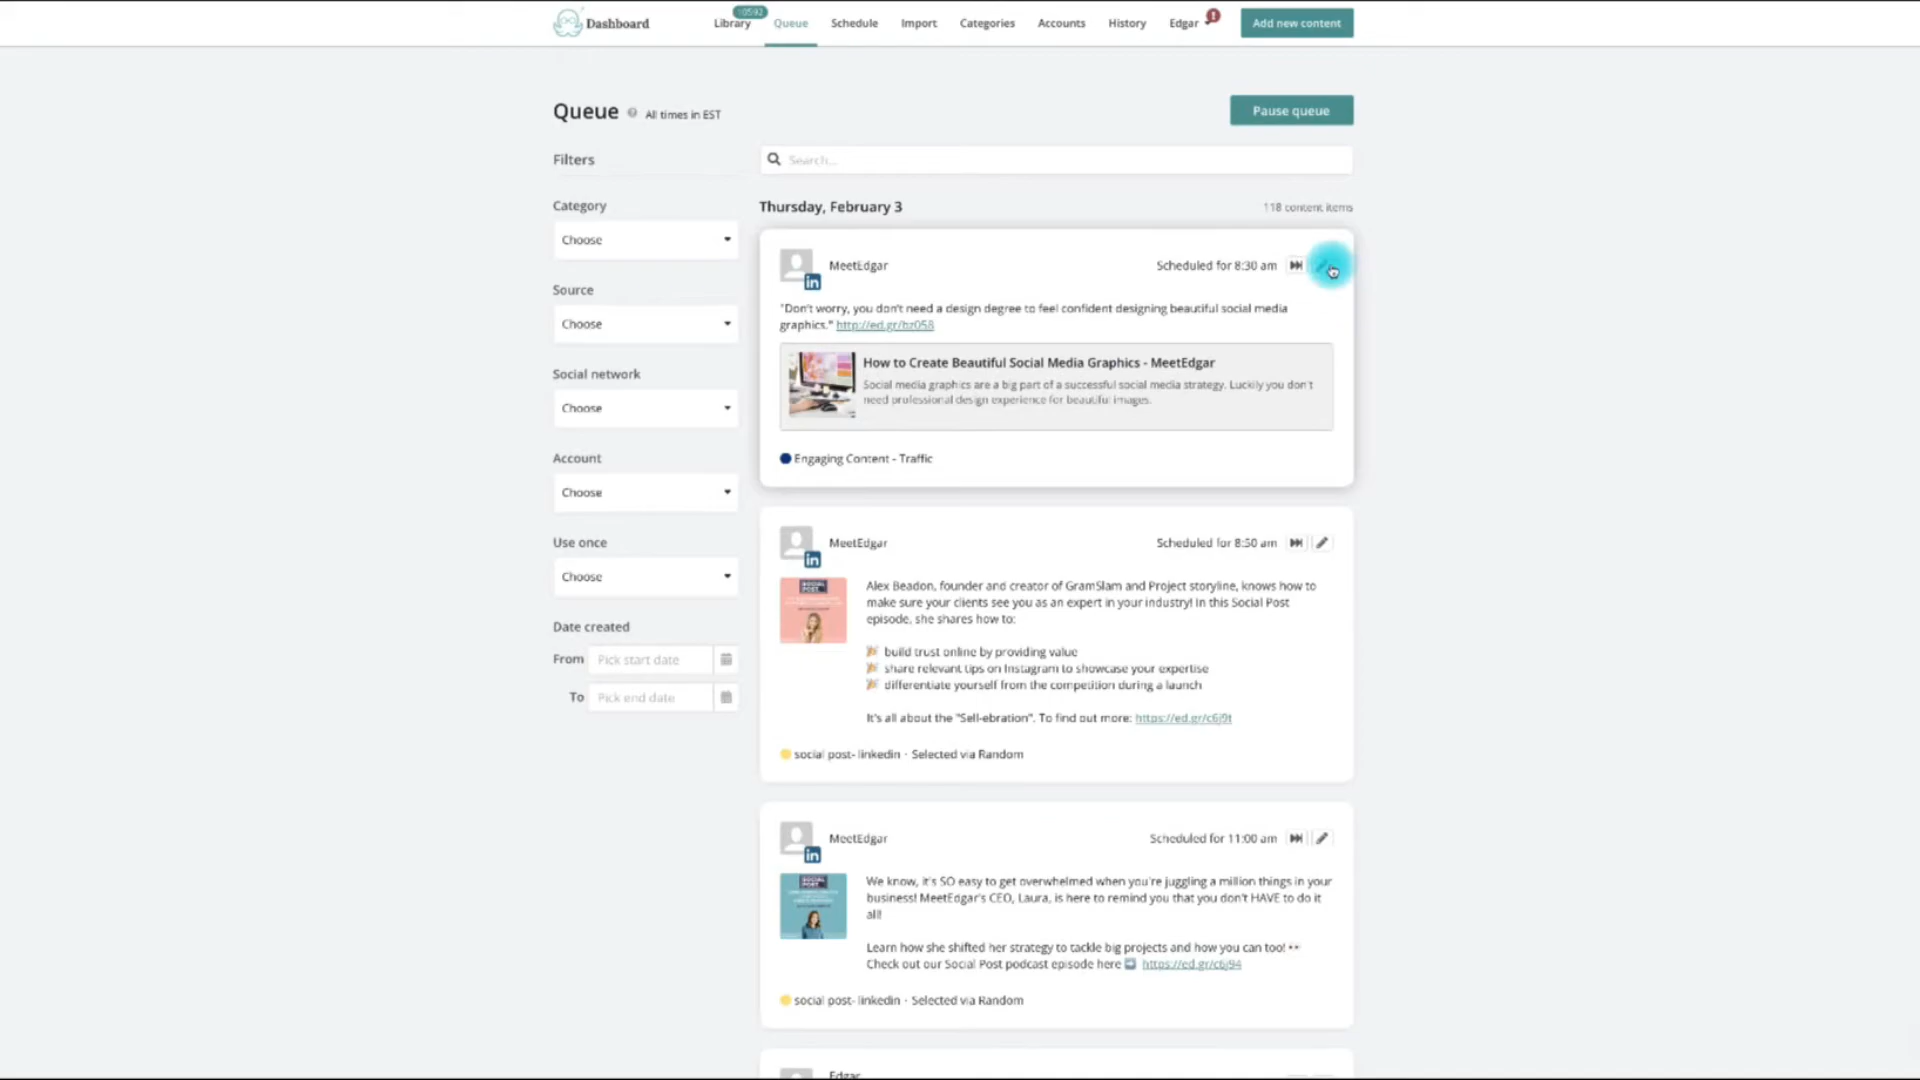 Dashboard
Library
10592
Queue
Schedule
Import
Categories
Accounts
History
Edgar
Add new content
Queue
All times in EST
Pause queue
Filters
Search...
Category
Choose
Source
Choose
Social network
Choose
Account
Choose
Use once
Choose
Date created
From
Pick start date
To
Pick end date
Thursday, February 3
118 content items
MeetEdgar
Scheduled for 8:30 am
"Don't worry, you don't need a design degree to feel confident designing beautiful social media
graphics." http://ed.gr/bz058
How to Create Beautiful Social Media Graphics - MeetEdgar
Social media graphics are a big part of a successful social media strategy. Luckily you don't
need professional design experience for beautiful images.
Engaging Content - Traffic
MeetEdgar
Scheduled for 8:50 am
SOCIAL
POST
Alex Beadon, founder and creator of GramSlam and Project storyline, knows how to
make sure your clients see you as an expert in your industry! In this Social Post
episode, she shares how to:
build trust online by providing value
share relevant tips on Instagram to showcase your expertise
differentiate yourself from the competition during a launch
It's all about the "Sell-ebration". To find out more: https://ed.gr/c6j9t
social post- linkedin · Selected via Random
MeetEdgar
Scheduled for 11:00 am
SOCIAL
POST
We know, it's SO easy to get overwhelmed when you're juggling a million things in your
business! MeetEdgar's CEO, Laura, is here to remind you that you don't HAVE to do it
all!
Learn how she shifted her strategy to tackle big projects and how you can too!
Check out our Social Post podcast episode here https://ed.gr/c6j94
social post- linkedin · Selected via Random
Edgar